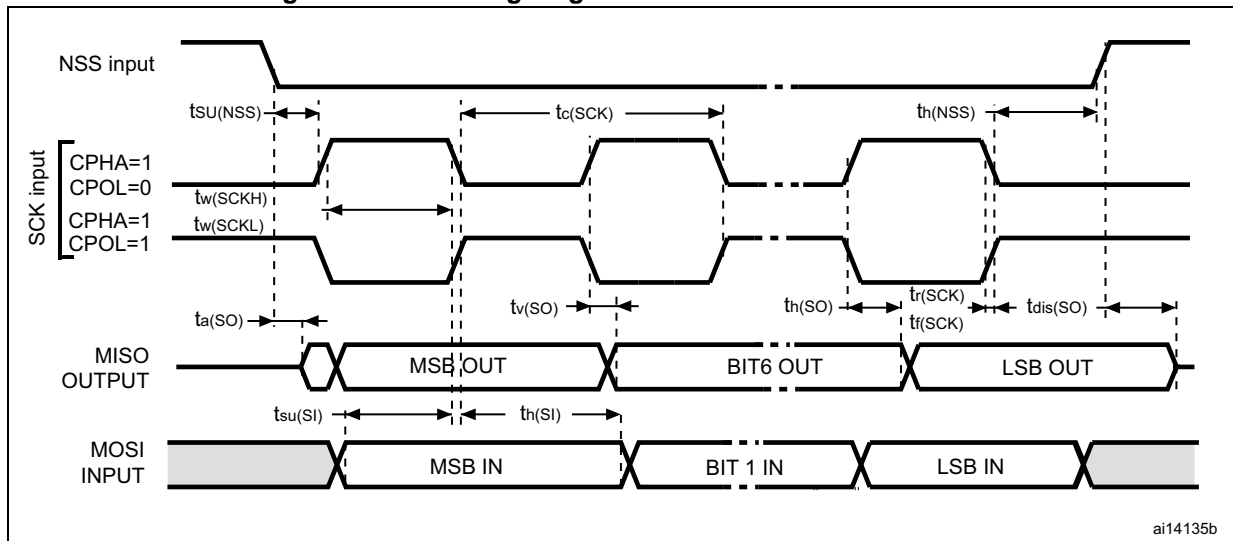 NSS input
tSU(NSS)
tc(SCK)
th(NSS)
SCK input
CPHA=1
CPOL=0
tw(SCKH)
CPHA=1
tw(SCKL)
CPOL=1
ta(SO)
tv(SO)
th(SO)
tr(SCK)
tf(SCK)
tdis(SO)
MISO
OUTPUT
MSB OUT
BIT6 OUT
LSB OUT
tsu(SI)
th(SI)
MOSI
INPUT
MSB IN
BIT 1 IN
LSB IN
ai14135b